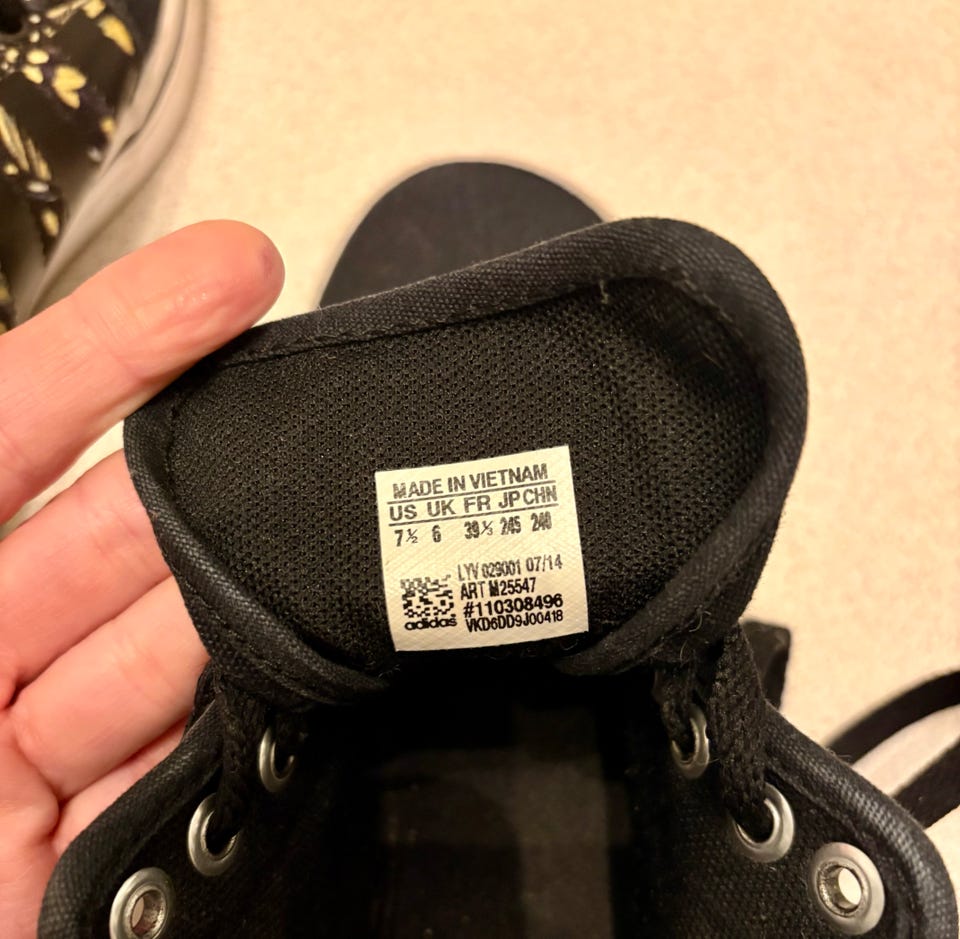 MADE IN VIETNAM
US UK FR JP CHN
7½ 6 39⅓ 245 240
LYV 029001 07/14
ART M25547
#110308496
VKD6DD9J00418
adidas